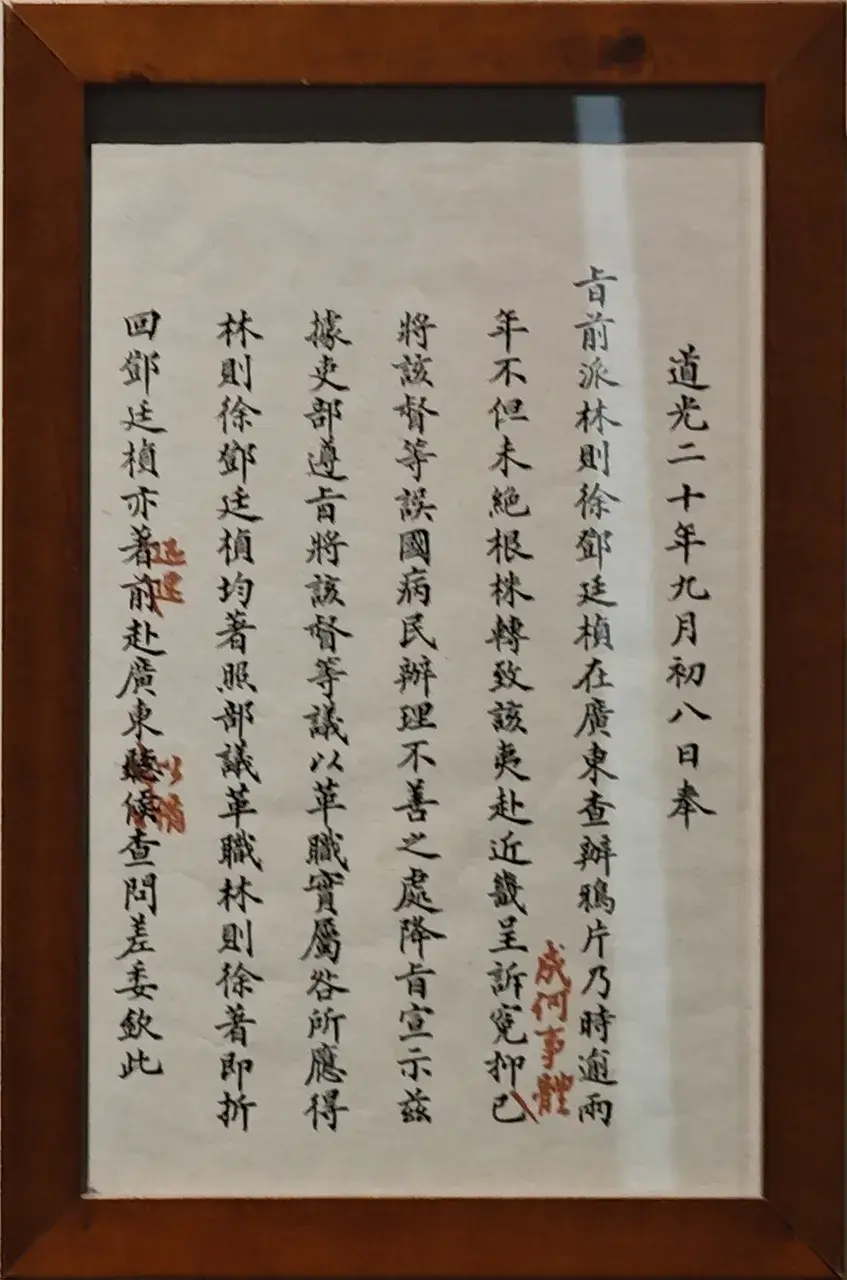 道光二十年九月初八日奉
旨前派林則徐鄧廷楨在廣東查辦鴉片乃時逾兩
年不但未絕根株轉致該夷赴近畿呈訴冤抑已
成何事體
將該督等誤國病民辦理不善之處降旨宣示茲
據吏部遵旨將該督等議以革職實屬咎所應得
林則徐鄧廷楨均著照部議革職林則徐著即折
回鄧廷楨亦著前赴廣東聽候查問差委欽此
迅速
以備